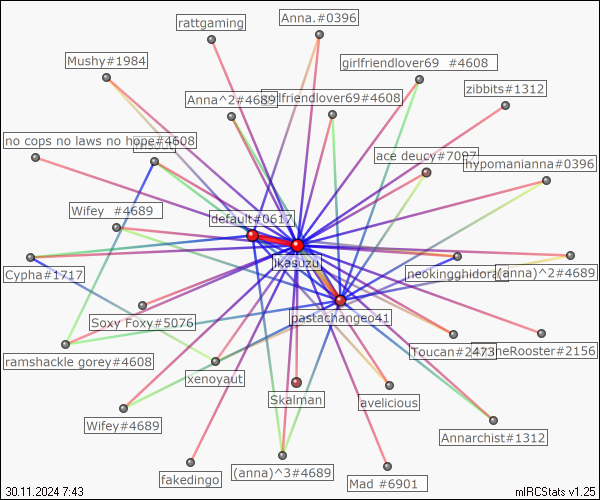 rattgaming
Anna.#0396
Mushy#1984
girlfriendlover69 #4608
zibbits#1312
Anna^2#4689
girlfriendlover69#4608
no cops no laws no hope#4608
ace deucy#7097
hypomanianna#0396
Wifey #4689
default#0617
Cypha#1717
ikasuzu
neokingghidora
(anna)^2#4689
Soxy Foxy#5076
pastachangeo41
ramshackle gorey#4608
Toucan#2473
neRooster#2156
xenoyaut
Skalman
avelicious
Wifey#4689
Annarchist#1312
fakedingo
(anna)^3#4689
Mad #6901
30.11.2024 7:43
mIRCStats v1.25